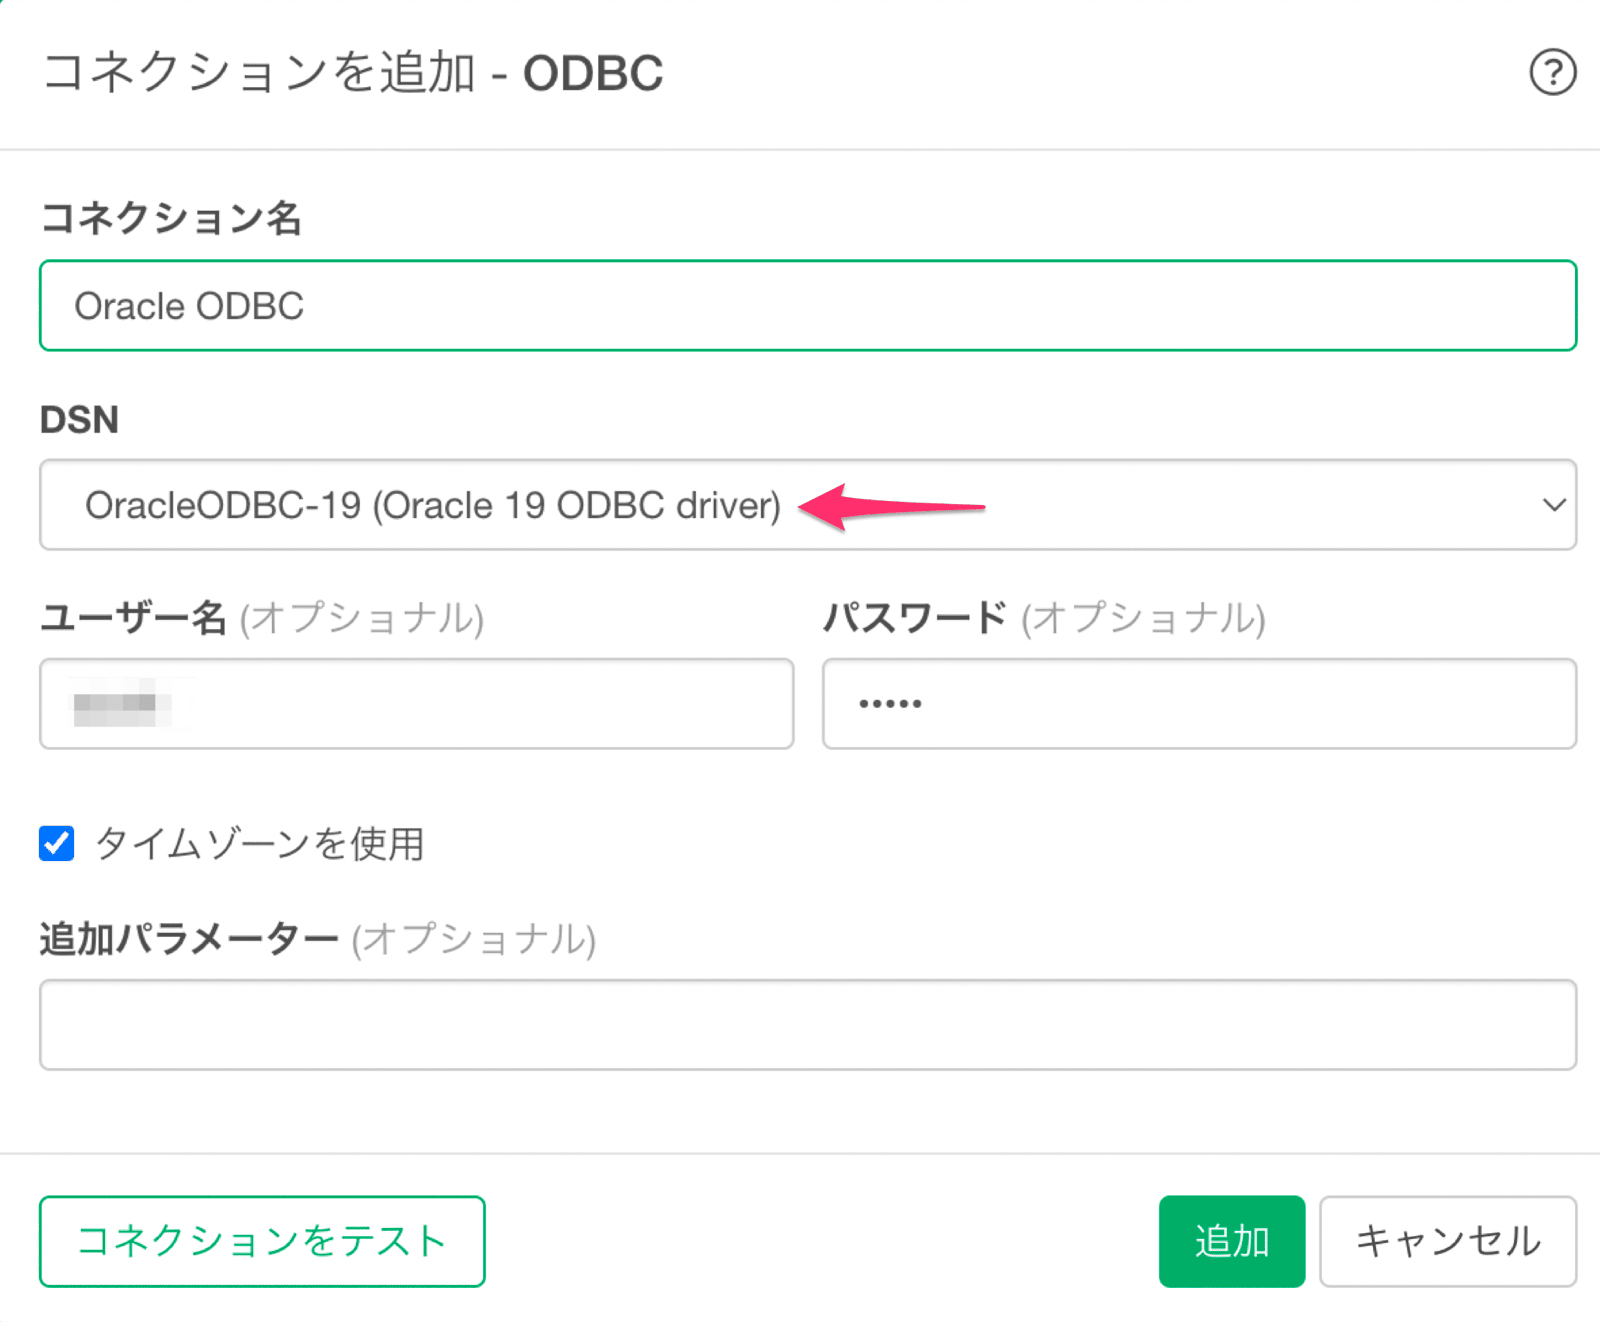 コネクションを追加 - ODBC
?
コネクション名
Oracle ODBC
DSN
OracleODBC-19 (Oracle 19 ODBC driver)
ユーザー名 (オプショナル) パスワード (オプショナル)
•••••
タイムゾーンを使用
追加パラメーター (オプショナル)
コネクションをテスト 追加 キャンセル